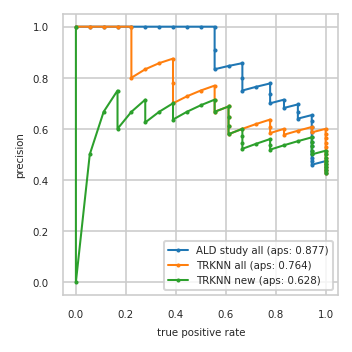 1.0
0.8
0.6
0.4
0.2
0.0
precision
0.0 0.2 0.4 0.6 0.8 1.0
true positive rate
ALD study all (aps: 0.877)
TRKNN all (aps: 0.764)
TRKNN new (aps: 0.628)